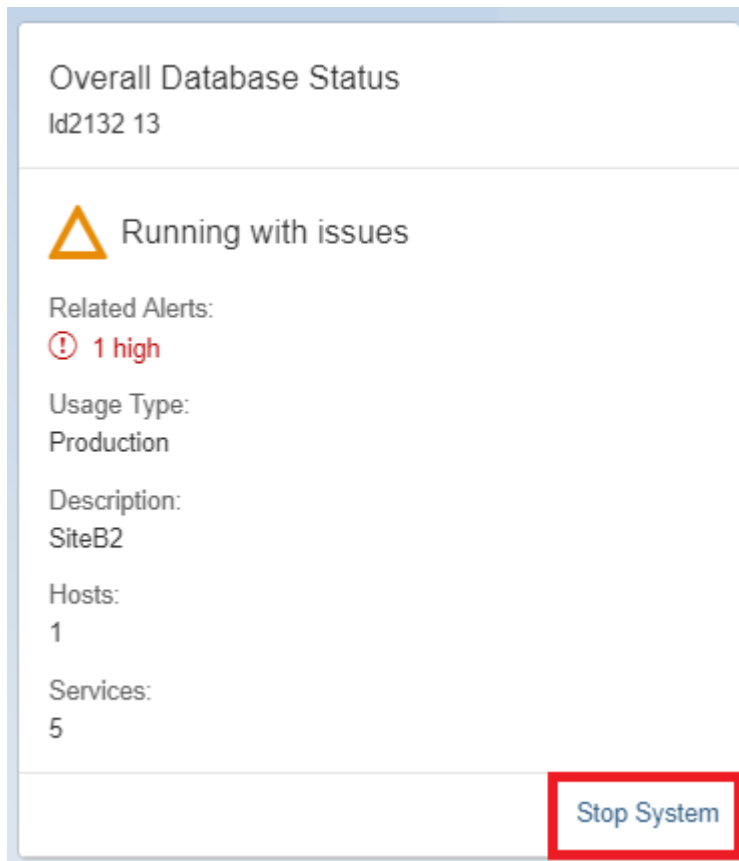 Overall Database Status
ld2132 13
Running with issues
Related Alerts:
1 high
Usage Type:
Production
Description:
SiteB2
Hosts:
1
Services:
5
Stop System